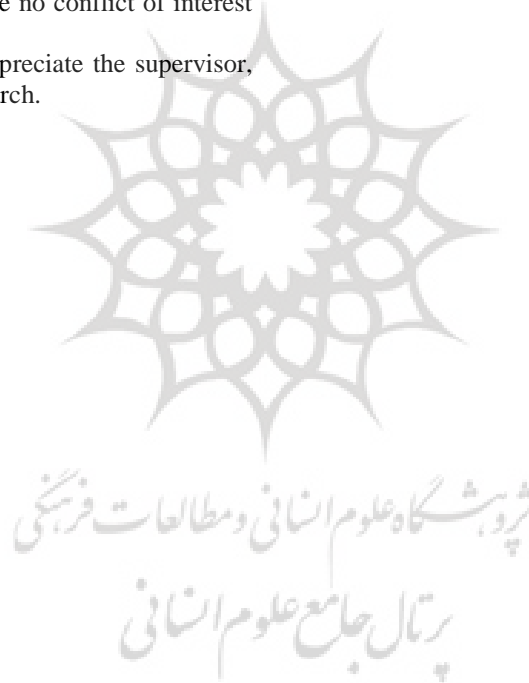 e no conflict of interest
preciate the supervisor,
rch.
پژوهشگاه علوم انسانی و مطالعات فرهنگی
پرتال جامع علوم انسانی